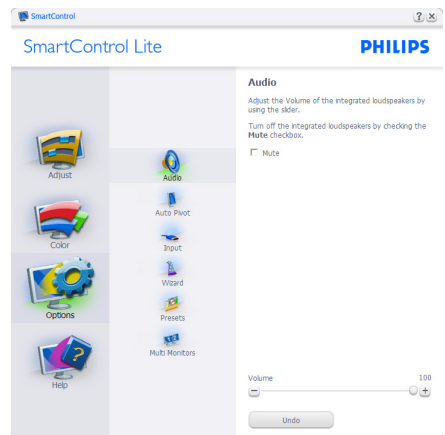 SmartControl
SmartControl Lite
PHILIPS
Adjust
Color
Options
Help
Audio
Auto Pivot
Input
Wizard
Presets
Multi Monitors
Audio
Adjust the Volume of the integrated loudspeakers by
using the slider.
Turn off the integrated loudspeakers by checking the
Mute checkbox.
Mute
Volume 100
Undo